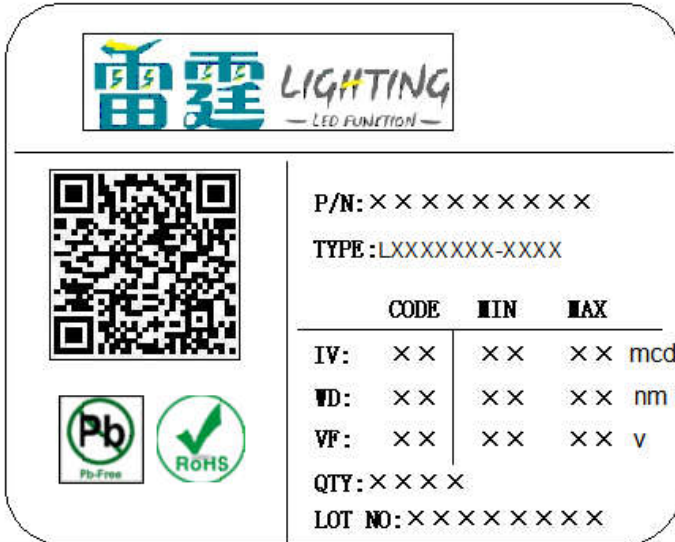 雷霆 LIGHTING
— LED FUNCTION —
P/N:×××××××××
TYPE:LXXXXXXX-XXXX
CODE MIN MAX
IV: ×× ×× ×× mcd
WD: ×× ×× ×× nm
VF: ×× ×× ×× v
QTY:××××
LOT NO:××××××××
Pb
Pb-Free
RoHS